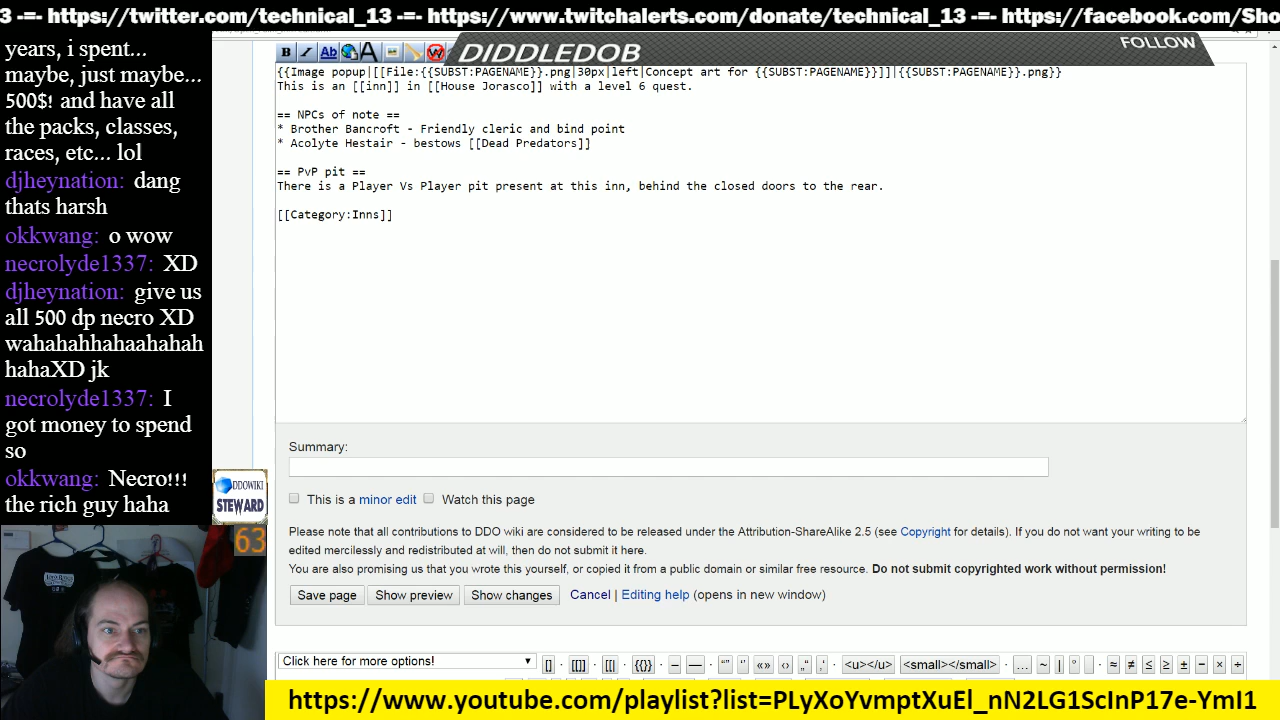 3 -=- https://twitter.com/technical_13 -=- https://www.twitchalerts.com/donate/technical_13 -=- https://facebook.com/Sho
years, i spent...
maybe, just maybe...
500$! and have all
the packs, classes,
races, etc... lol
djheynation: dang
thats harsh
okkwang: o wow
necrolyde1337: XD
djheynation: give us
all 500 dp necro XD
wahahahhahaahahah
hahaXD jk
necrolyde1337: I
got money to spend
so
okkwang: Necro!!!
the rich guy haha
DDOWIKI
STEWARD
63
DIDDLEDOB
FOLLOW
B I Ab A W
{{Image popup|[[File:{{SUBST:PAGENAME}}.png|30px|left|Concept art for {{SUBST:PAGENAME}}]]|{{SUBST:PAGENAME}}.png}}
This is an [[inn]] in [[House Jorasco]] with a level 6 quest.
== NPCs of note ==
* Brother Bancroft - Friendly cleric and bind point
* Acolyte Hestair - bestows [[Dead Predators]]
== PvP pit ==
There is a Player Vs Player pit present at this inn, behind the closed doors to the rear.
[[Category:Inns]]
Summary:
This is a minor edit Watch this page
Please note that all contributions to DDO wiki are considered to be released under the Attribution-ShareAlike 2.5 (see Copyright for details). If you do not want your writing to
be edited mercilessly and redistributed at will, then do not submit it here.
You are also promising us that you wrote this yourself, or copied it from a public domain or similar free resource. Do not submit copyrighted work without permission!
Save page Show preview Show changes Cancel | Editing help (opens in new window)
Click here for more options! [] · [[]] · [[| · {{}} · – — · “” ‘’ «» ‹› „“ ‚‘ · <u></u> <small></small> · … ~ | ° · ≈ ≠ ≤ ≥ ± − × ÷
https://www.youtube.com/playlist?list=PLyXoYvmptXuEl_nN2LG1ScInP17e-YmI1